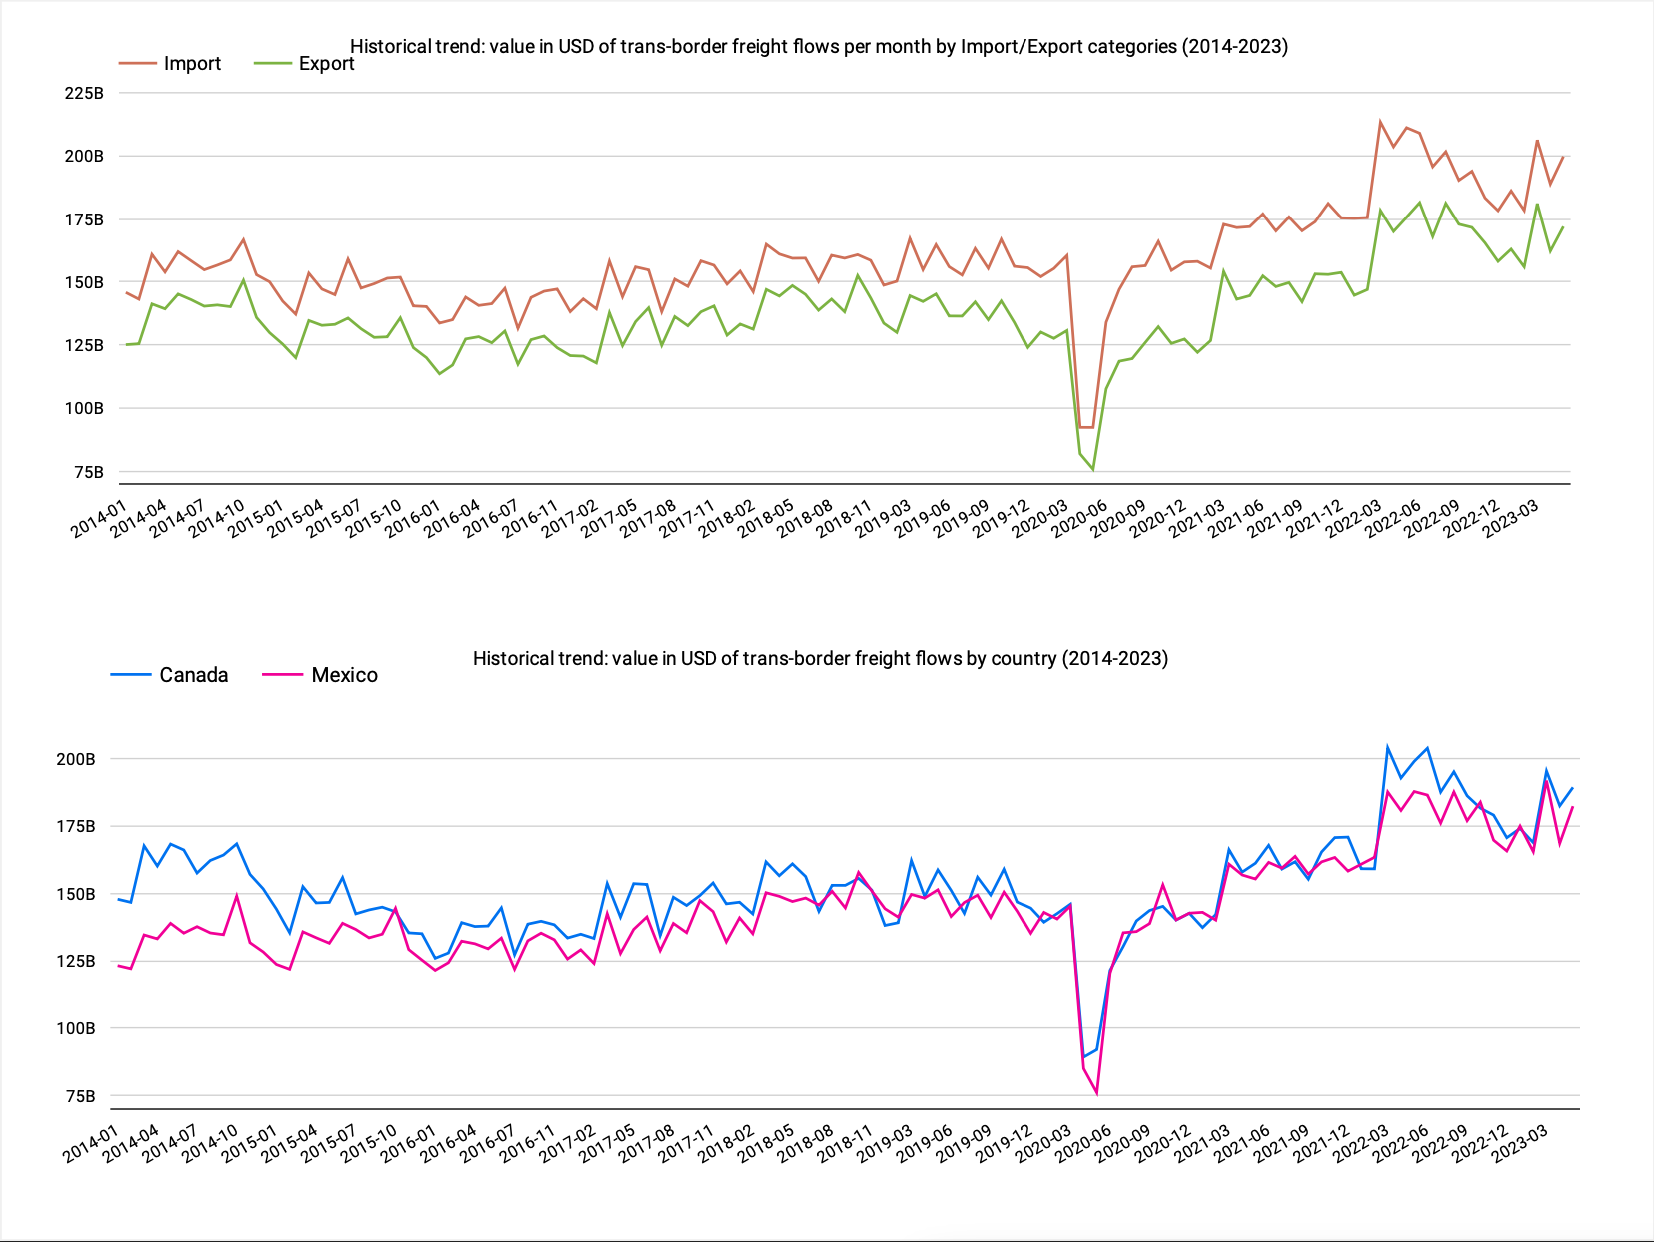 Historical trend: value in USD of trans-border freight flows per month by Import/Export categories (2014-2023)
Import Export
225B
200B
175B
150B
125B
100B
75B
2014-01 2014-04 2014-07 2014-10 2015-01 2015-04 2015-07 2015-10 2016-01 2016-04 2016-07 2016-11 2017-02 2017-05 2017-08 2017-11 2018-02 2018-05 2018-08 2018-11 2019-03 2019-06 2019-09 2019-12 2020-03 2020-06 2020-09 2020-12 2021-03 2021-06 2021-09 2021-12 2022-03 2022-06 2022-09 2022-12 2023-03
Historical trend: value in USD of trans-border freight flows by country (2014-2023)
Canada Mexico
200B
175B
150B
125B
100B
75B
2014-01 2014-04 2014-07 2014-10 2015-01 2015-04 2015-07 2015-10 2016-01 2016-04 2016-07 2016-11 2017-02 2017-05 2017-08 2017-11 2018-02 2018-05 2018-08 2018-11 2019-03 2019-06 2019-09 2019-12 2020-03 2020-06 2020-09 2020-12 2021-03 2021-06 2021-09 2021-12 2022-03 2022-06 2022-09 2022-12 2023-03